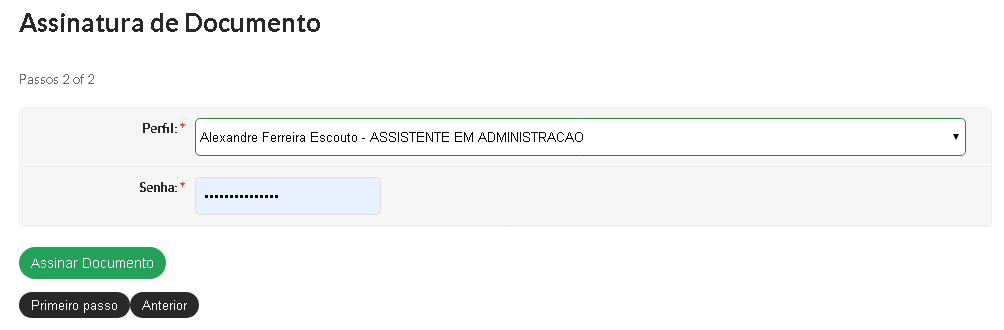 Assinatura de Documento
Passos 2 of 2
Perfil: *
Alexandre Ferreira Escouto - ASSISTENTE EM ADMINISTRACAO
Senha: *
•••••••••••••••
Assinar Documento
Primeiro passo Anterior